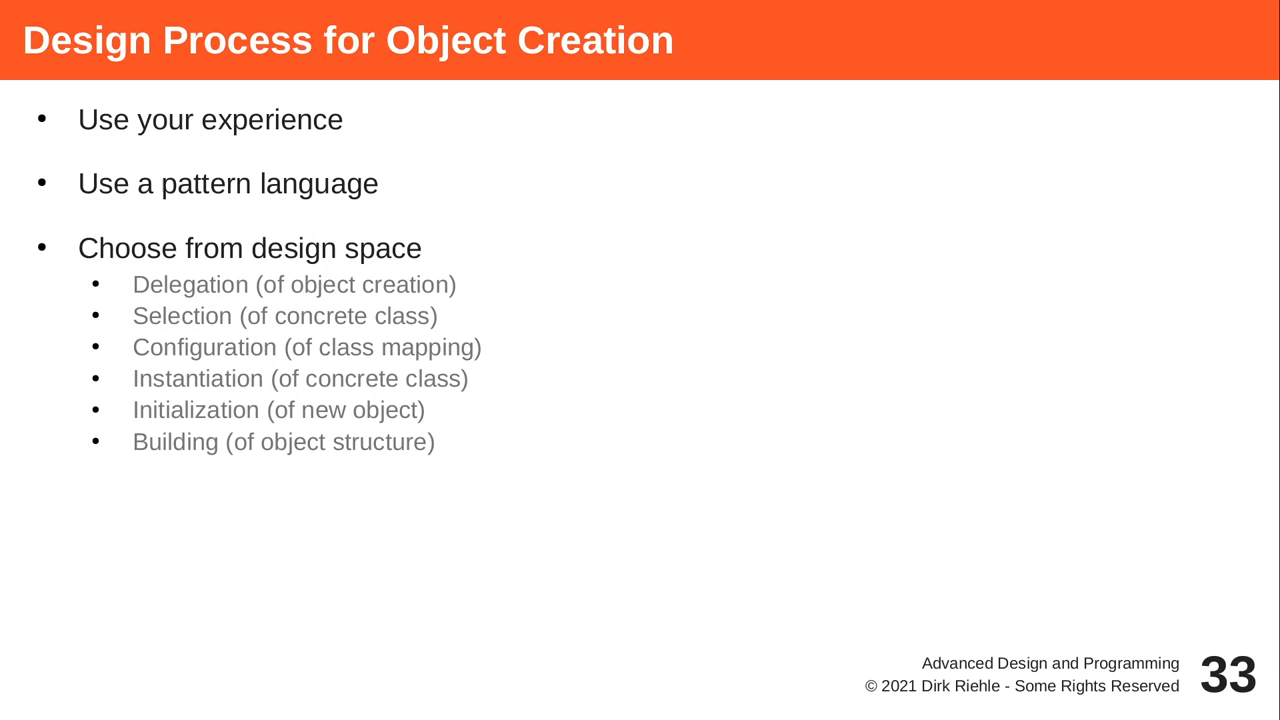 Design Process for Object Creation
• Use your experience
• Use a pattern language
• Choose from design space
• Delegation (of object creation)
• Selection (of concrete class)
• Configuration (of class mapping)
• Instantiation (of concrete class)
• Initialization (of new object)
• Building (of object structure)
Advanced Design and Programming
© 2021 Dirk Riehle - Some Rights Reserved
33